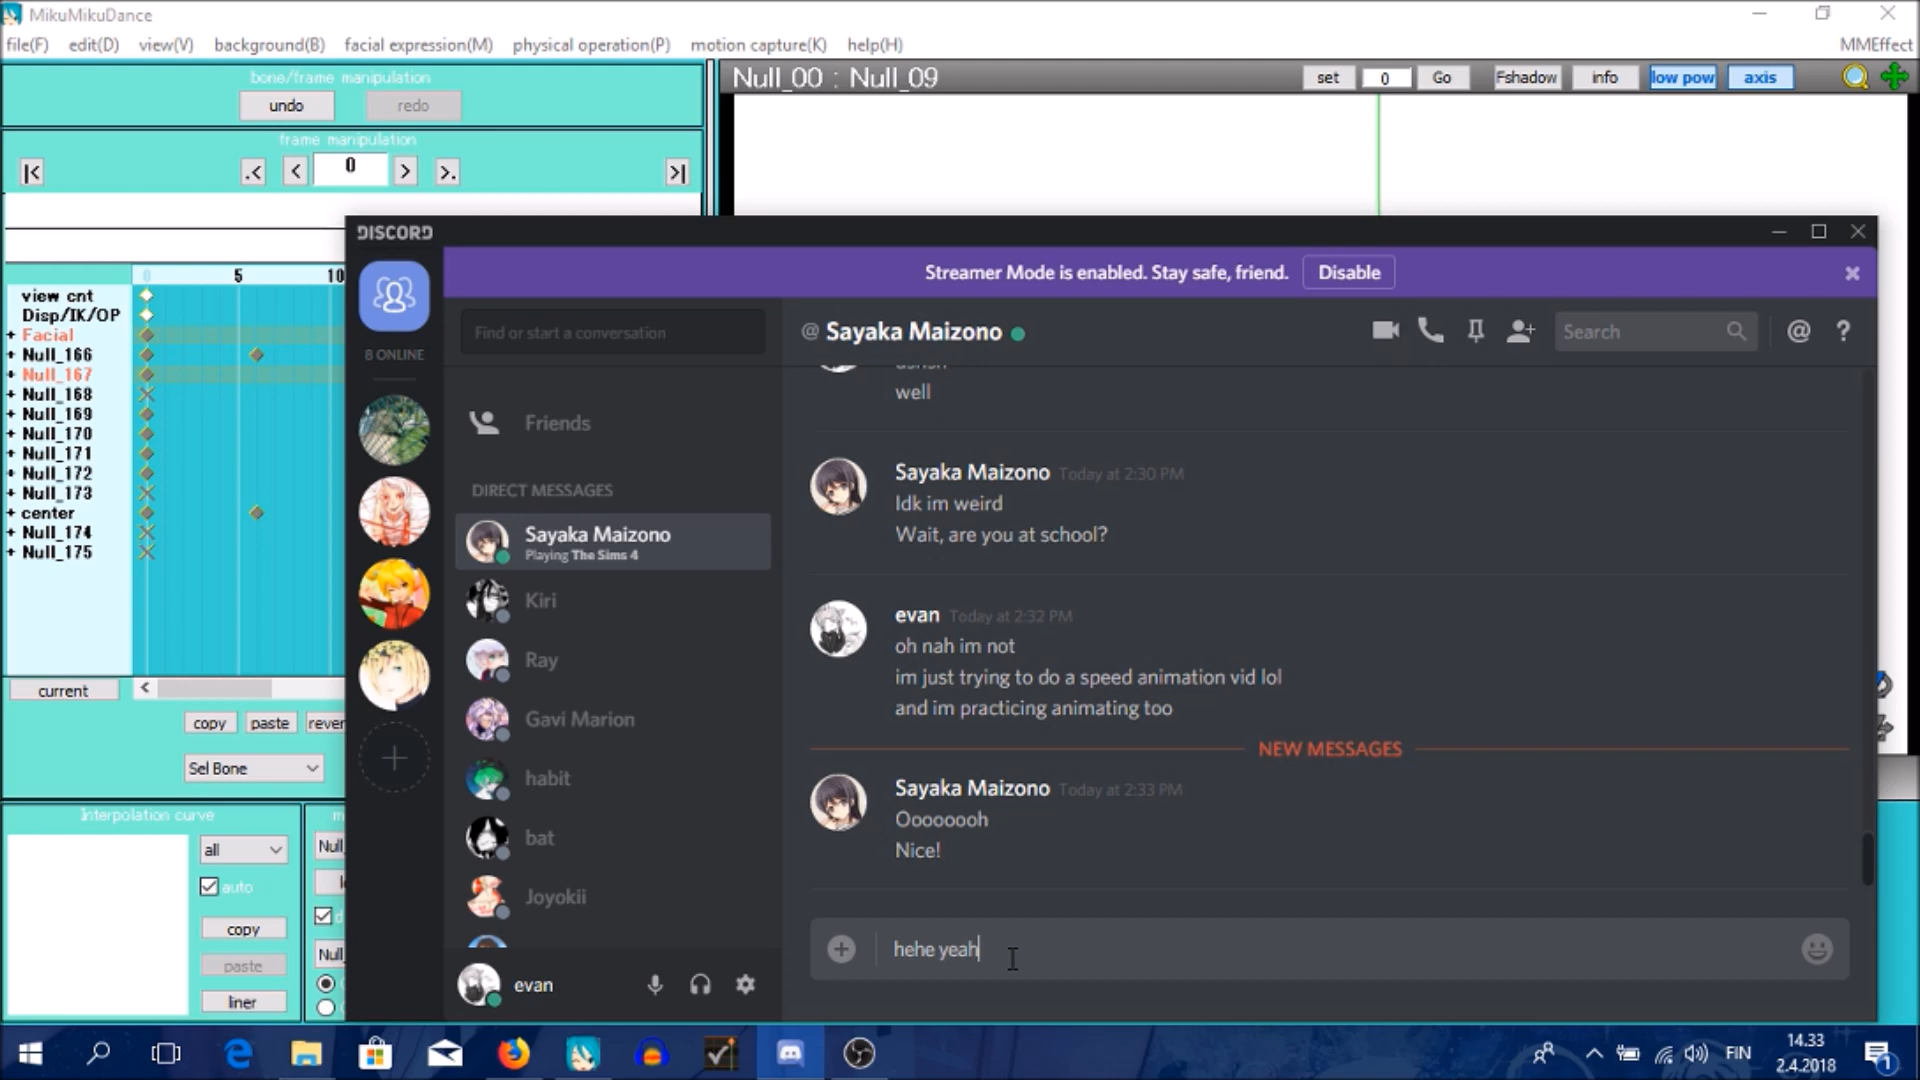 MikuMikuDance
file(F) edit(D) view(V) background(B) facial expression(M) physical operation(P) motion capture(K) help(H)
MMEffect
bone/frame manipulation
undo redo
frame manipulation
|< .< < 0 > >. >|
Null_00 : Null_09
set 0 Go Fshadow info low pow axis
0 5 10
view cnt
Disp/IK/OP
+ Facial
+ Null_166
+ Null_167
+ Null_168
+ Null_169
+ Null_170
+ Null_171
+ Null_172
+ Null_173
+ center
+ Null_174
+ Null_175
current <
copy paste rever
Sel Bone
Interpolation curve
all
auto
copy
paste
liner
Null_
Null_
DISCORD
Streamer Mode is enabled. Stay safe, friend. Disable
8 ONLINE
Find or start a conversation
Friends
DIRECT MESSAGES
Sayaka Maizono
Playing The Sims 4
Kiri
Ray
Gavi Marion
habit
bat
Joyokii
evan
@ Sayaka Maizono
Search @ ?
well
Sayaka Maizono Today at 2:30 PM
Idk im weird
Wait, are you at school?
evan Today at 2:32 PM
oh nah im not
im just trying to do a speed animation vid lol
and im practicing animating too
NEW MESSAGES
Sayaka Maizono Today at 2:33 PM
Oooooooh
Nice!
hehe yeah
FIN
14.33
2.4.2018
1